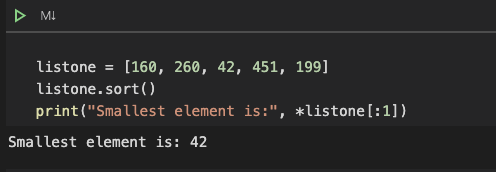 M↓
listone = [160, 260, 42, 451, 199]
listone.sort()
print("Smallest element is:", *listone[:1])
Smallest element is: 42